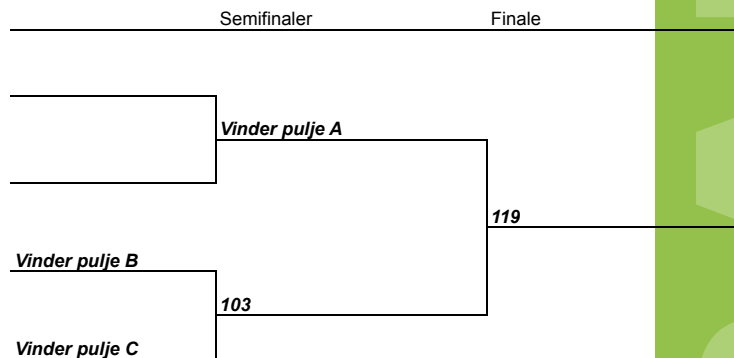 Semifinaler Finale
Vinder pulje A
119
Vinder pulje B
103
Vinder pulje C